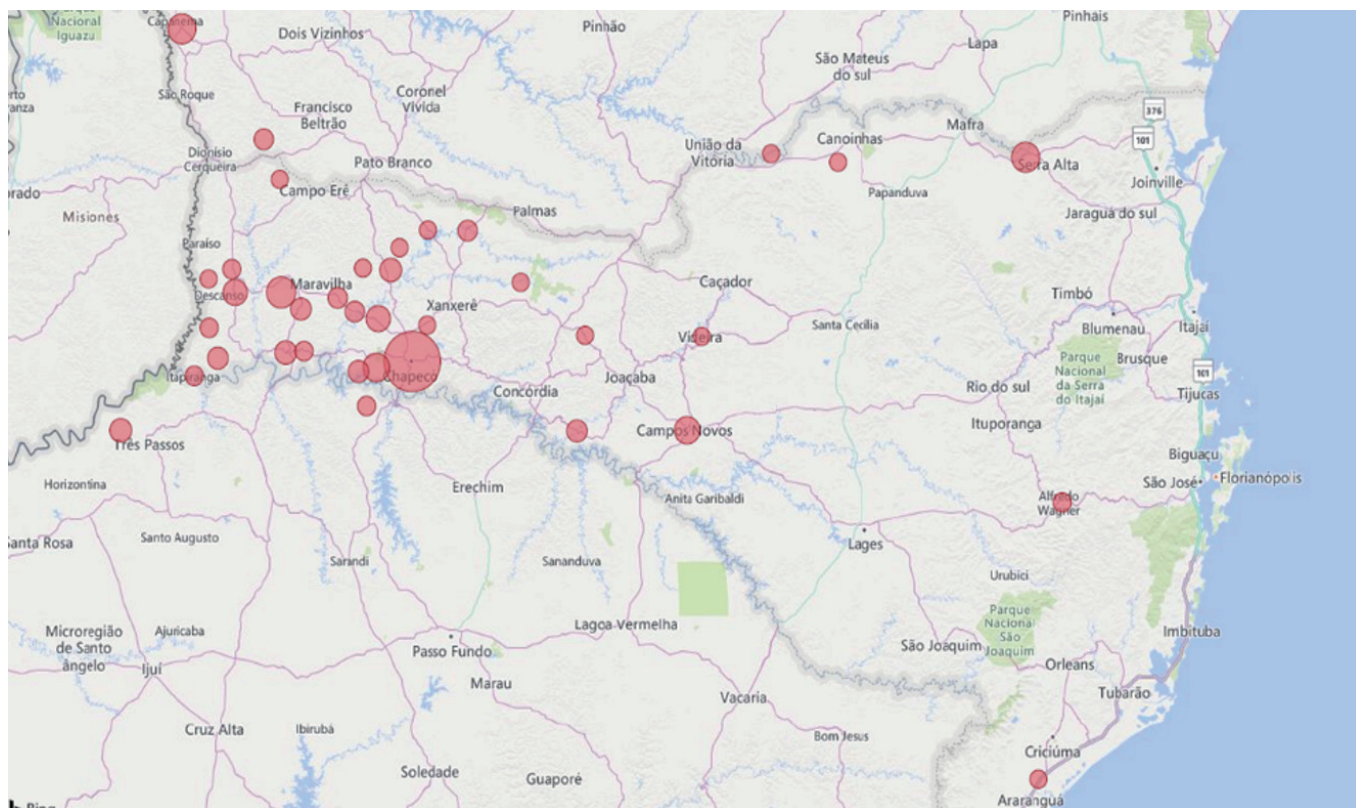 Parque
Nacional
Iguazu
Capanema
Dois Vizinhos
Pinhão
Pinhais
Lapa
São Mateus
do sul
São Roque
Coronel
Vivida
Francisco
Beltrão
376
101
Mafra
Canoinhas
União da
Vitoria
Dionísio
Cerqueira
Pato Branco
Serra Alta
Joinville
Campo Erê
Papanduva
Misiones
Palmas
Jaragua do sul
Paraíso
Maravilha
Descanso
Caçador
Timbó
Xanxerê
Santa Cecília
Blumenau
Itajaí
Videira
Parque
Nacional
da Serra
do Itajaí
Brusque
101
Itapiranga
Chapecó
Concórdia
Joaçaba
Rio do sul
Tijucas
Três Passos
Campos Novos
Ituporanga
Biguaçu
Horizontina
Erechim
Anita Garibaldi
São José
Florianópolis
Alfredo
Wagner
Santa Rosa
Santo Augusto
Sarandi
Sananduva
Lages
Urubici
Microregião
de Santo
ângelo
Ajuricaba
Lagoa Vermelha
Parque
Nacional
São
Joaquim
São Joaquim
Imbituba
Ijuí
Passo Fundo
Orleans
Marau
Vacaria
Tubarão
Cruz Alta
Ibirubá
Bom Jesus
Criciúma
Soledade
Guaporé
Araranguá